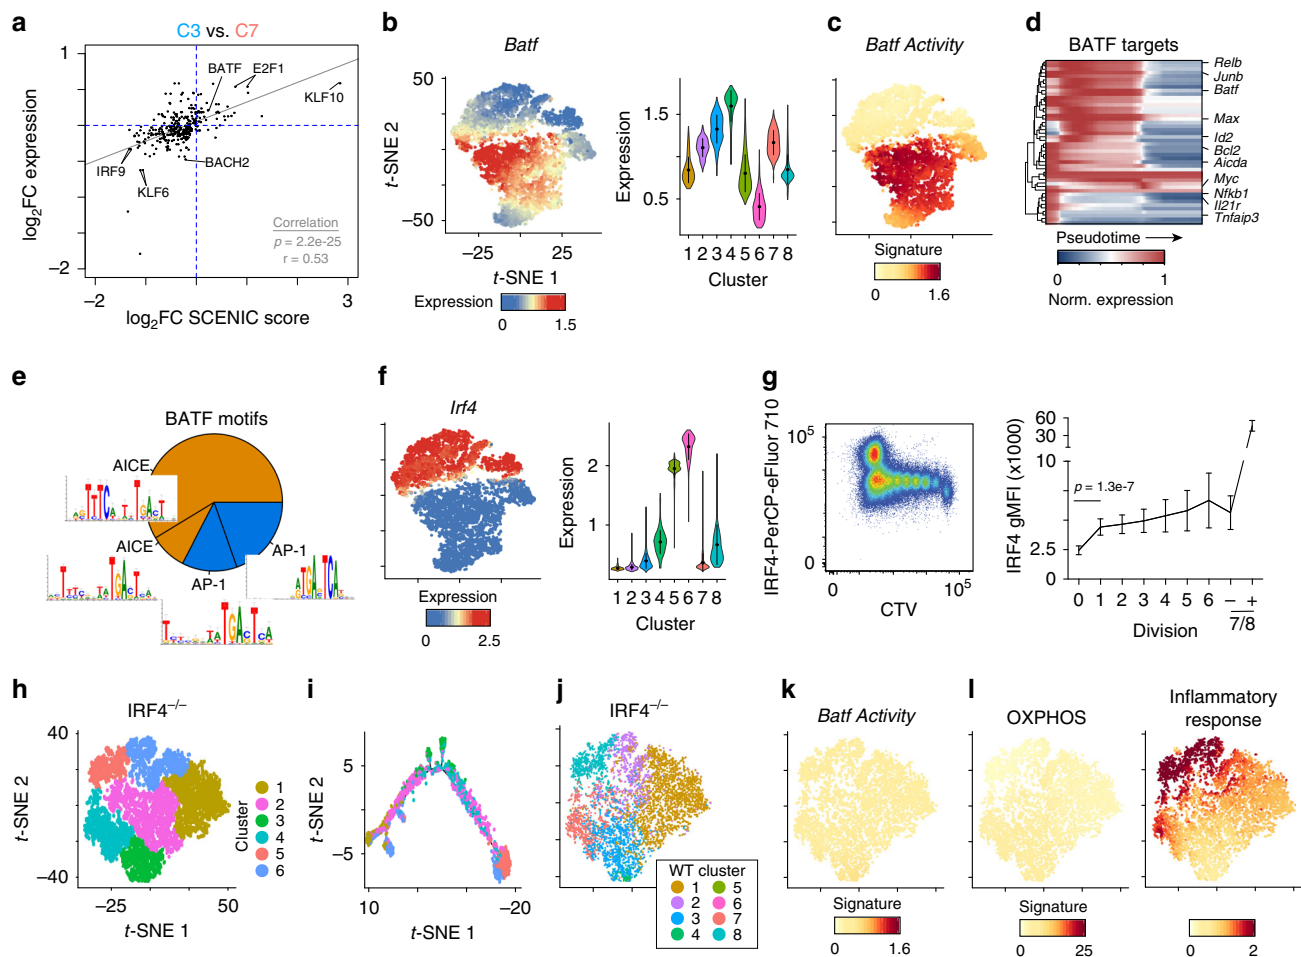 a
C3 vs. C7
1
−2
−2
3
log2FC expression
log2FC SCENIC score
BATF
E2F1
KLF10
IRF9
KLF6
BACH2
Correlation
p = 2.2e-25
r = 0.53
b
Batf
50
−50
t-SNE 2
−25
25
t-SNE 1
Expression
0
1.5
Expression
1.5
1
0.5
1 2 3 4 5 6 7 8
Cluster
c
Batf Activity
Signature
0
1.6
d
BATF targets
Relb
Junb
Batf
Max
Id2
Bcl2
Aicda
Myc
Nfkb1
Il21r
Tnfaip3
Pseudotime
0
1
Norm. expression
e
BATF motifs
AICE
AICE
AP-1
AP-1
f
Irf4
Expression
0
2.5
Expression
2
1
1 2 3 4 5 6 7 8
Cluster
g
IRF4-PerCP-eFluor 710
10^5
0
0
10^5
CTV
IRF4 gMFI (x1000)
60
30
10
2.5
0
p = 1.3e-7
0 1 2 3 4 5 6 − +
7/8
Division
h
IRF4−/−
40
−40
t-SNE 2
−25
50
t-SNE 1
Cluster
1
2
3
4
5
6
i
5
−5
t-SNE 2
10
−20
t-SNE 1
j
IRF4−/−
WT cluster
1 5
2 6
3 7
4 8
k
Batf Activity
Signature
0
1.6
l
OXPHOS
Signature
0
25
Inflammatory
response
0
2